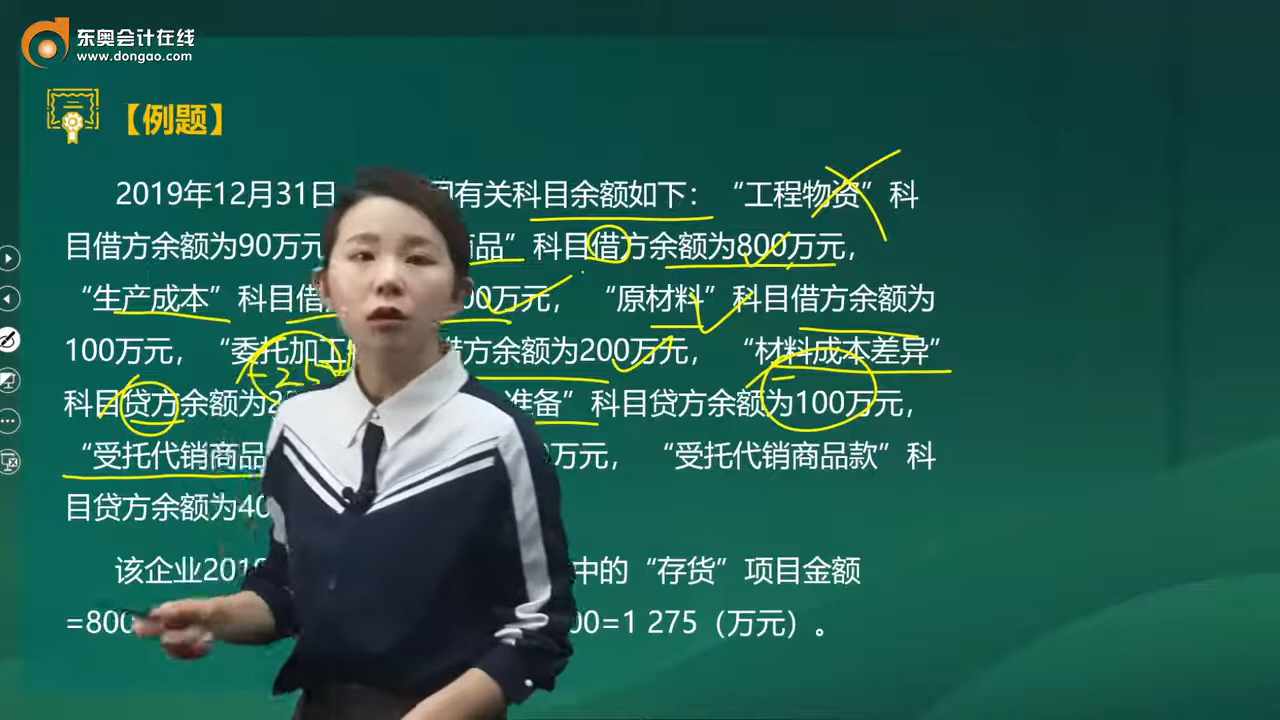 东奥会计在线
www.dongao.com
【例题】
2019年12月31日 有关科目余额如下：“工程物资”科
目借方余额为90万元 商品”科目借方余额为800万元，
“生产成本”科目借 00万元，“原材料”科目借方余额为
100万元，“委托加工 借方余额为200万元，“材料成本差异”
科目贷方余额为25 准备”科目贷方余额为100万元，
“受托代销商品 万元，“受托代销商品款”科
目贷方余额为40
-25
该企业2019 中的“存货”项目金额
=800 00=1 275（万元）。